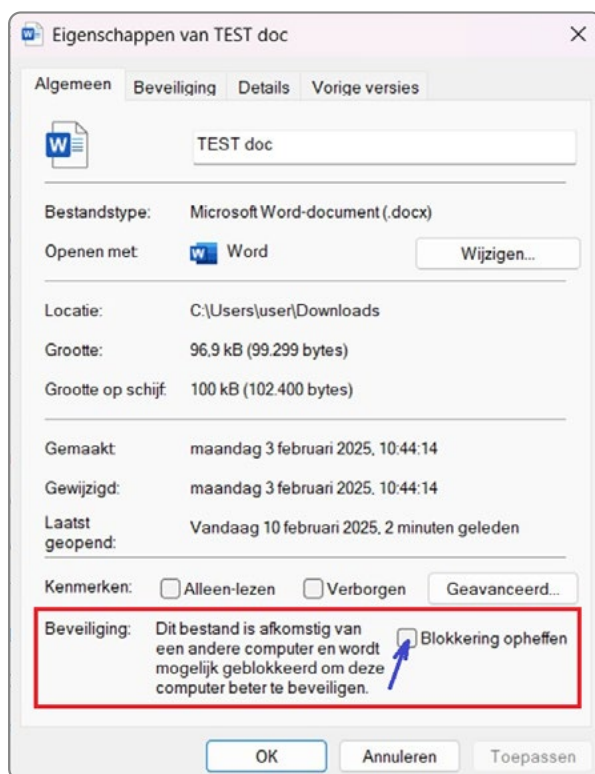 Eigenschappen van TEST doc
Algemeen Beveiliging Details Vorige versies
TEST doc
Bestandstype: Microsoft Word-document (.docx)
Openen met: Word Wijzigen...
Locatie: C:\Users\user\Downloads
Grootte: 96,9 kB (99.299 bytes)
Grootte op schijf: 100 kB (102.400 bytes)
Gemaakt: maandag 3 februari 2025, 10:44:14
Gewijzigd: maandag 3 februari 2025, 10:44:14
Laatst geopend: Vandaag 10 februari 2025, 2 minuten geleden
Kenmerken: Alleen-lezen Verborgen Geavanceerd...
Beveiliging: Dit bestand is afkomstig van
een andere computer en wordt
mogelijk geblokkeerd om deze
computer beter te beveiligen.
Blokkering opheffen
OK Annuleren Toepassen